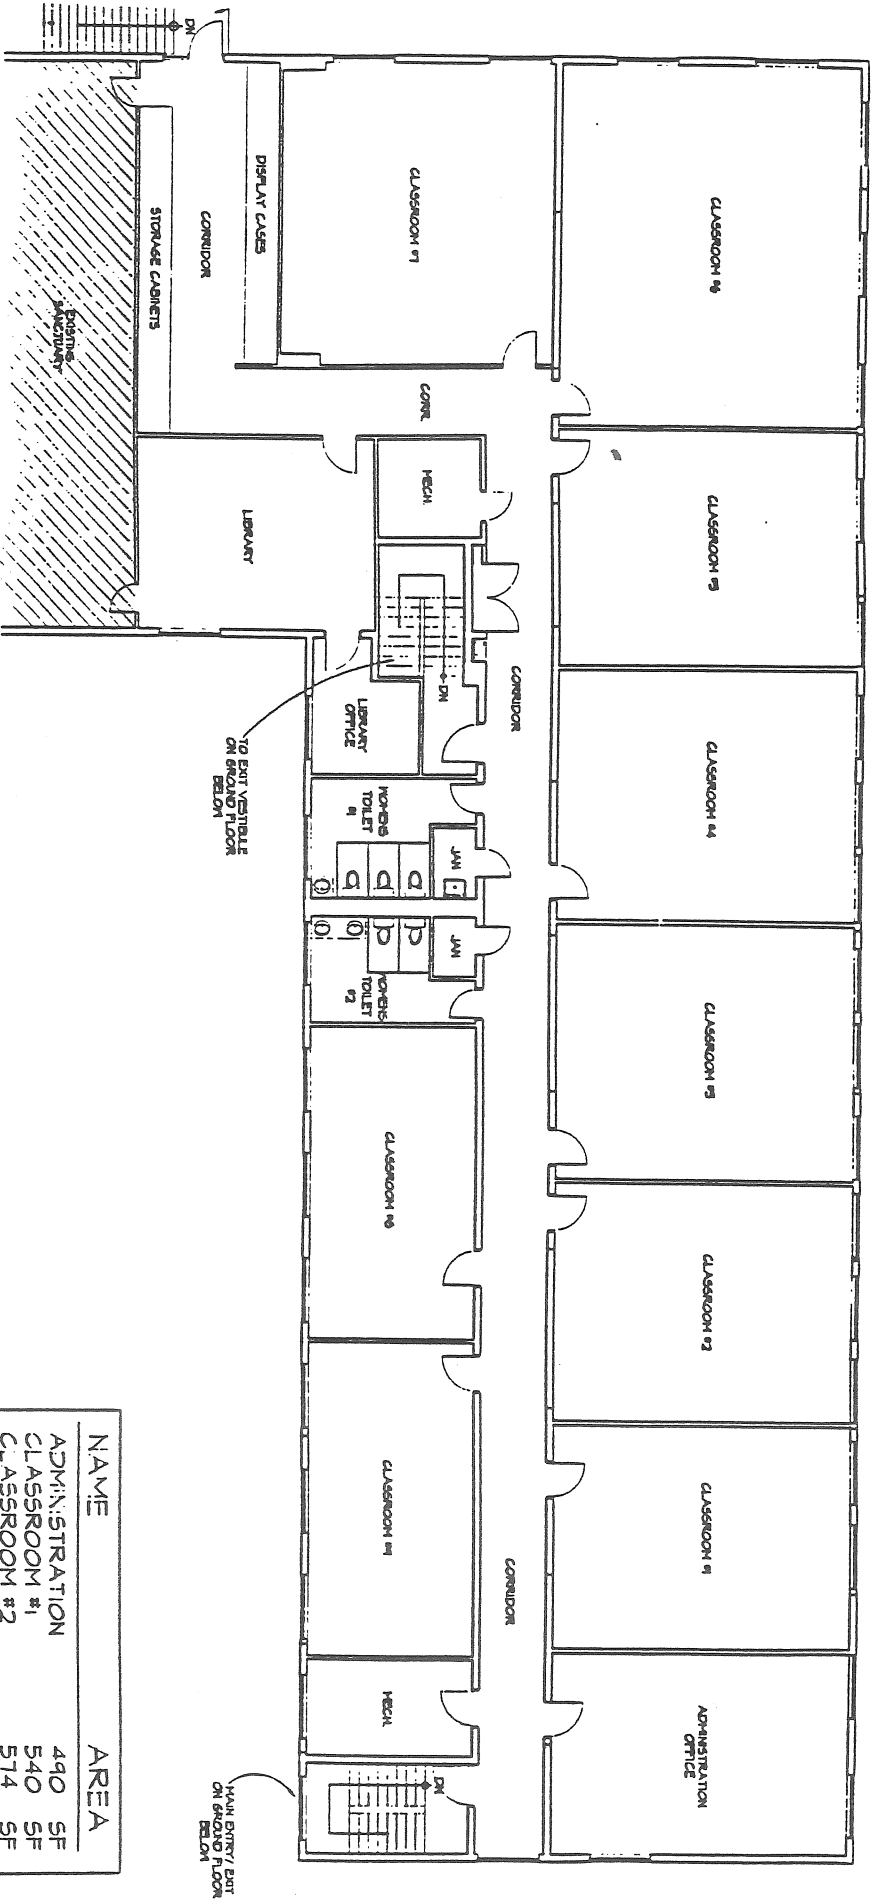 DN
DISPLAY CASES
CORRIDOR
STORAGE CABINETS
EXISTING
SANCTUARY
CLASSROOM #7
CLASSROOM #6
CORR.
MECH.
LIBRARY
CLASSROOM #5
CORRIDOR
DN
LIBRARY
OFFICE
TO EXIT VESTIBULE
ON GROUND FLOOR
BELOW
CLASSROOM #4
WOMENS
TOILET
#1
JAN
JAN
WOMENS
TOILET
#2
CLASSROOM #3
CLASSROOM #8
CLASSROOM #2
CLASSROOM #9
CLASSROOM #1
CORRIDOR
MECH.
ADMINISTRATION
OFFICE
DN
MAIN ENTRY/ EXIT
ON GROUND FLOOR
BELOW
NAME AREA
ADMINISTRATION 490 SF
CLASSROOM #1 540 SF
CLASSROOM #2 574 SF